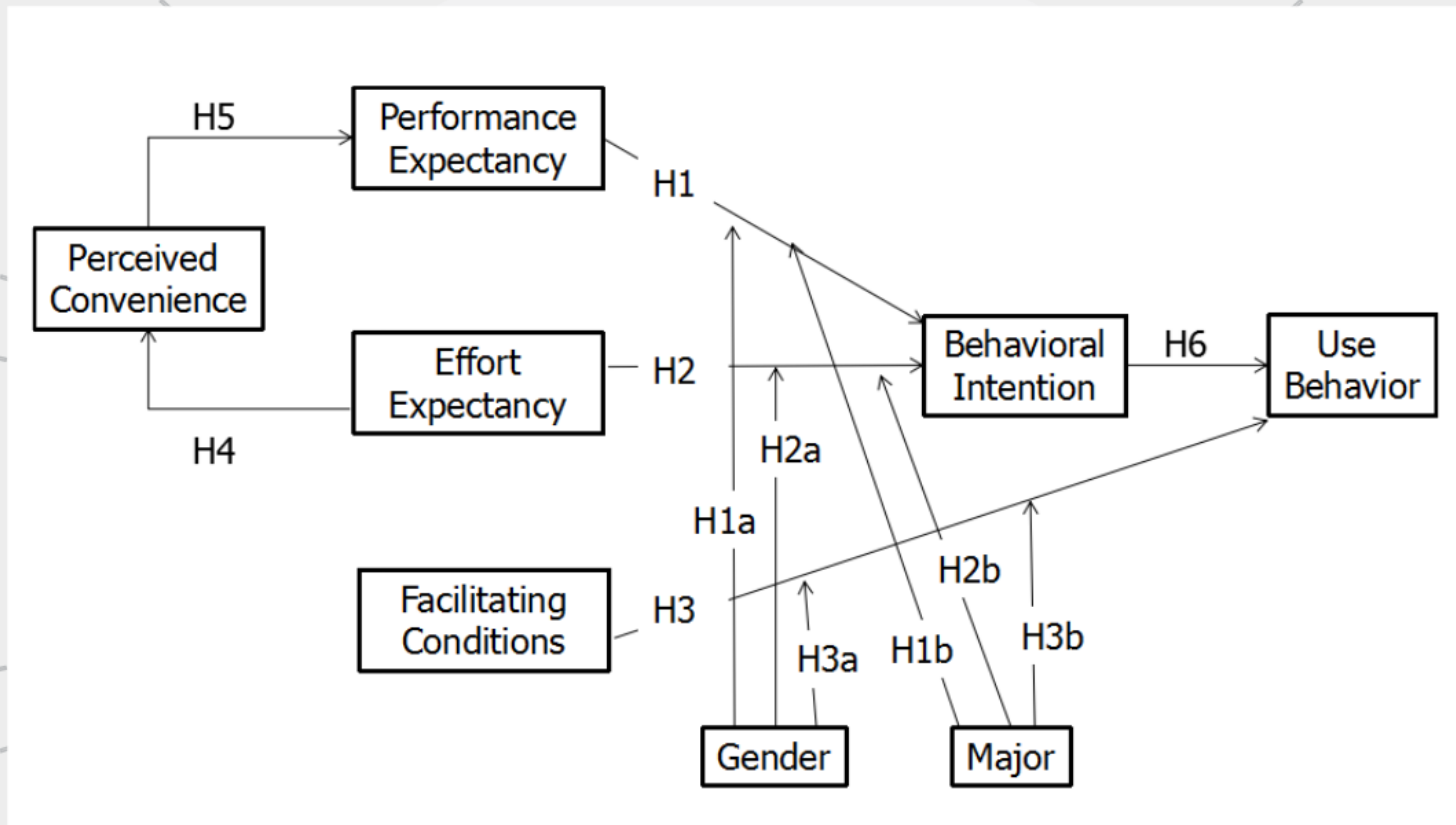 H5
Performance
Expectancy
H1
Perceived
Convenience
Effort
Expectancy
H2
Behavioral
Intention
H6
Use
Behavior
H4
H2a
H1a
H2b
Facilitating
Conditions
H3
H3a
H1b
H3b
Gender
Major